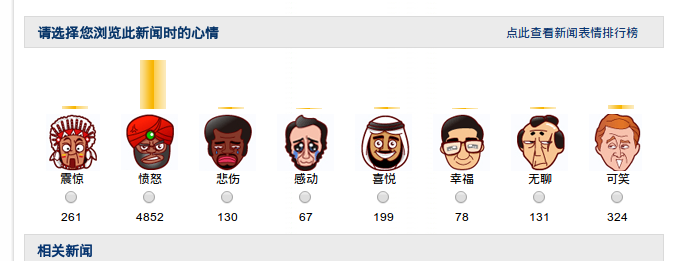 请选择您浏览此新闻时的心情 点此查看新闻表情排行榜
震惊 愤怒 悲伤 感动 喜悦 幸福 无聊 可笑
261 4852 130 67 199 78 131 324
相关新闻